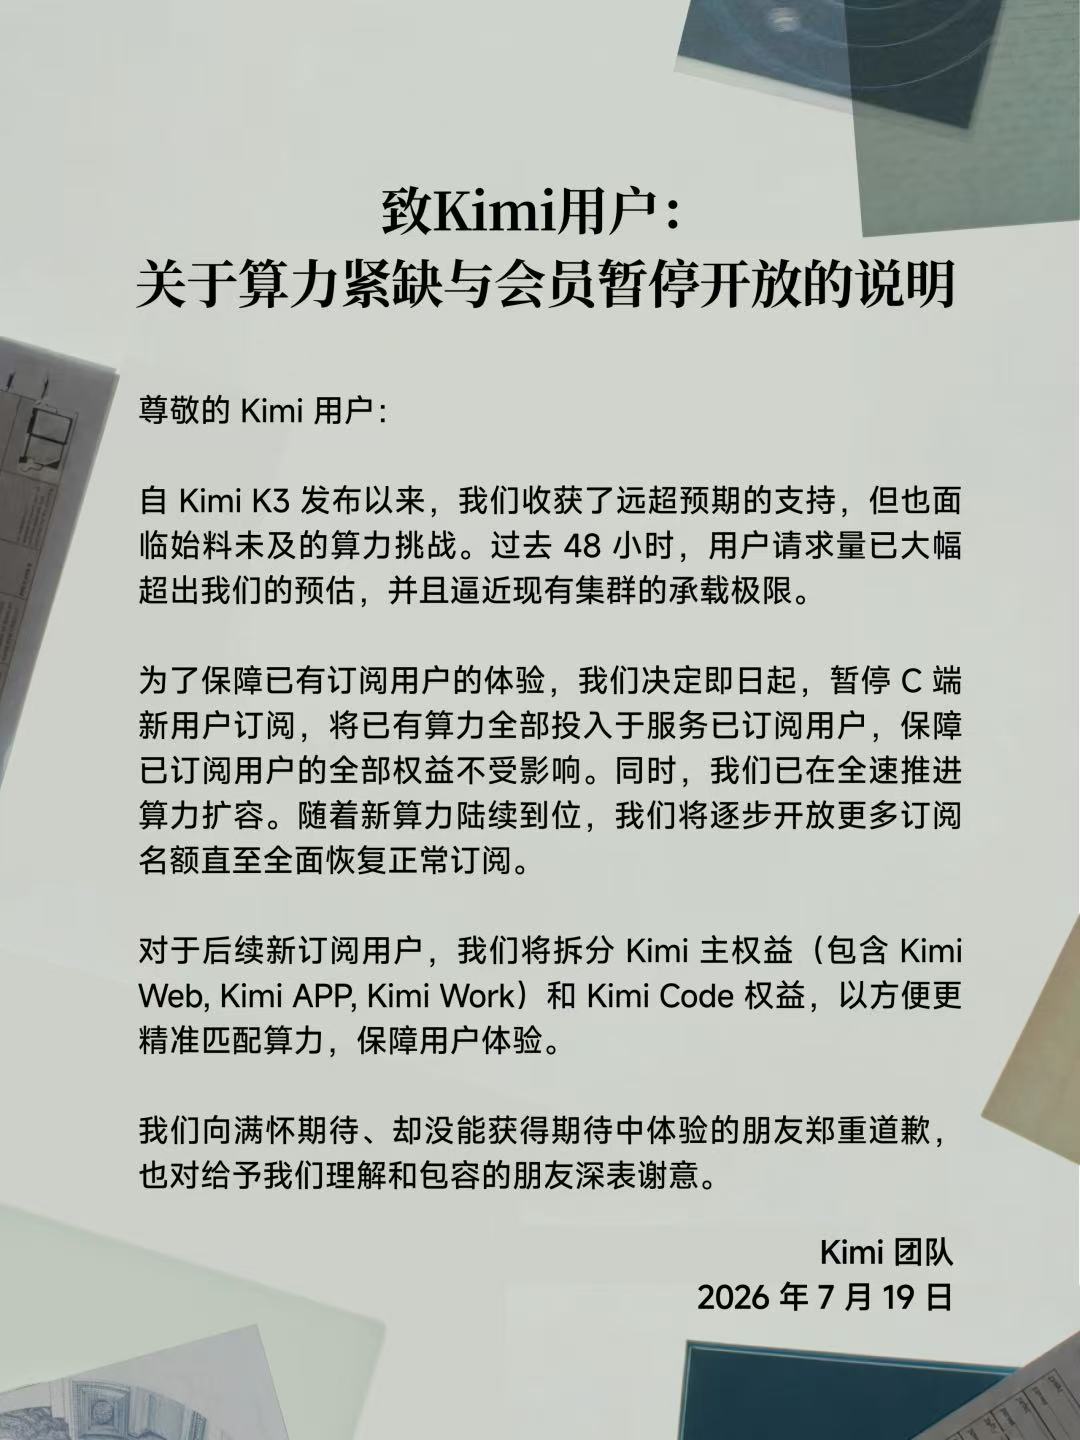 致Kimi用户：
关于算力紧缺与会员暂停开放的说明
尊敬的 Kimi 用户：
自 Kimi K3 发布以来，我们收获了远超预期的支持，但也面
临始料未及的算力挑战。过去 48 小时，用户请求量已大幅
超出我们的预估，并且逼近现有集群的承载极限。
为了保障已有订阅用户的体验，我们决定即日起，暂停 C 端
新用户订阅，将已有算力全部投入于服务已订阅用户，保障
已订阅用户的全部权益不受影响。同时，我们已在全速推进
算力扩容。随着新算力陆续到位，我们将逐步开放更多订阅
名额直至全面恢复正常订阅。
对于后续新订阅用户，我们将拆分 Kimi 主权益（包含 Kimi
Web, Kimi APP, Kimi Work）和 Kimi Code 权益，以方便更
精准匹配算力，保障用户体验。
我们向满怀期待、却没能获得期待中体验的朋友郑重道歉，
也对给予我们理解和包容的朋友深表谢意。
Kimi 团队
2026 年 7 月 19 日